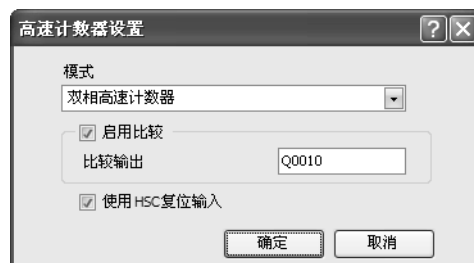 高速计数器设置
模式
双相高速计数器
启用比较
比较输出 Q0010
使用 HSC复位输入
确定 取消